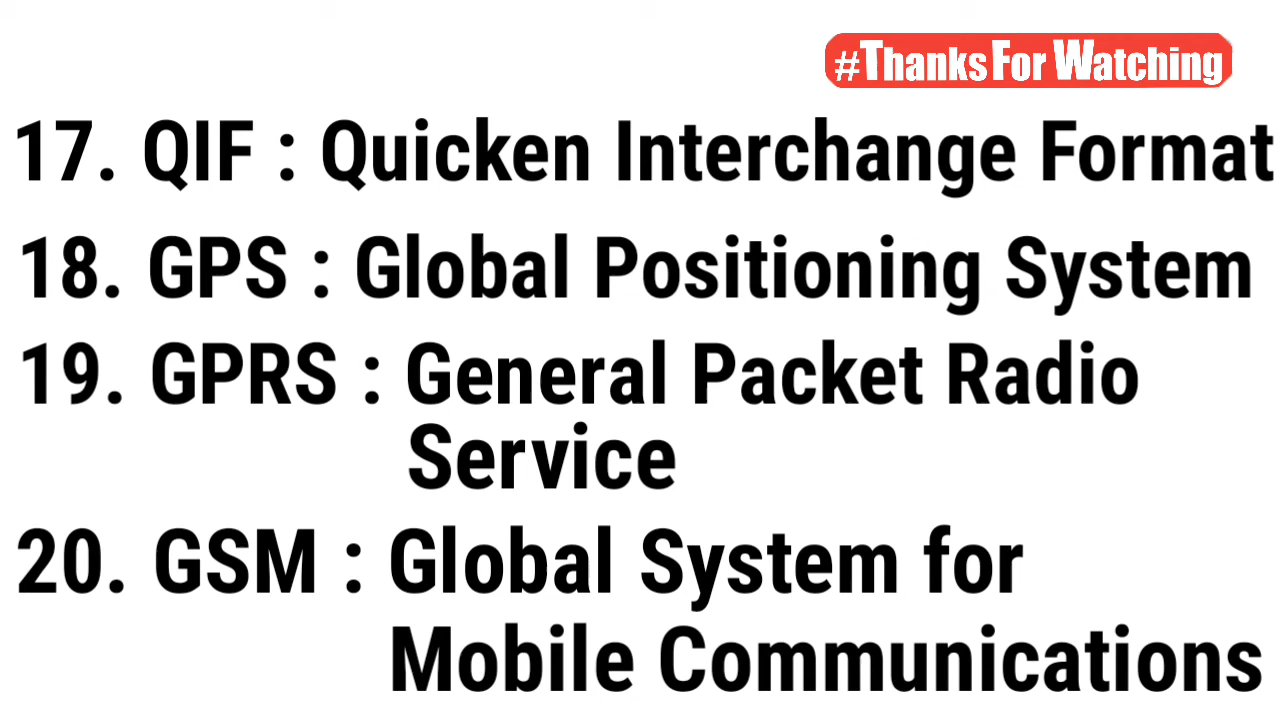 #ThanksForWatching
17. QIF : Quicken Interchange Format
18. GPS : Global Positioning System
19. GPRS : General Packet Radio
Service
20. GSM : Global System for
Mobile Communications